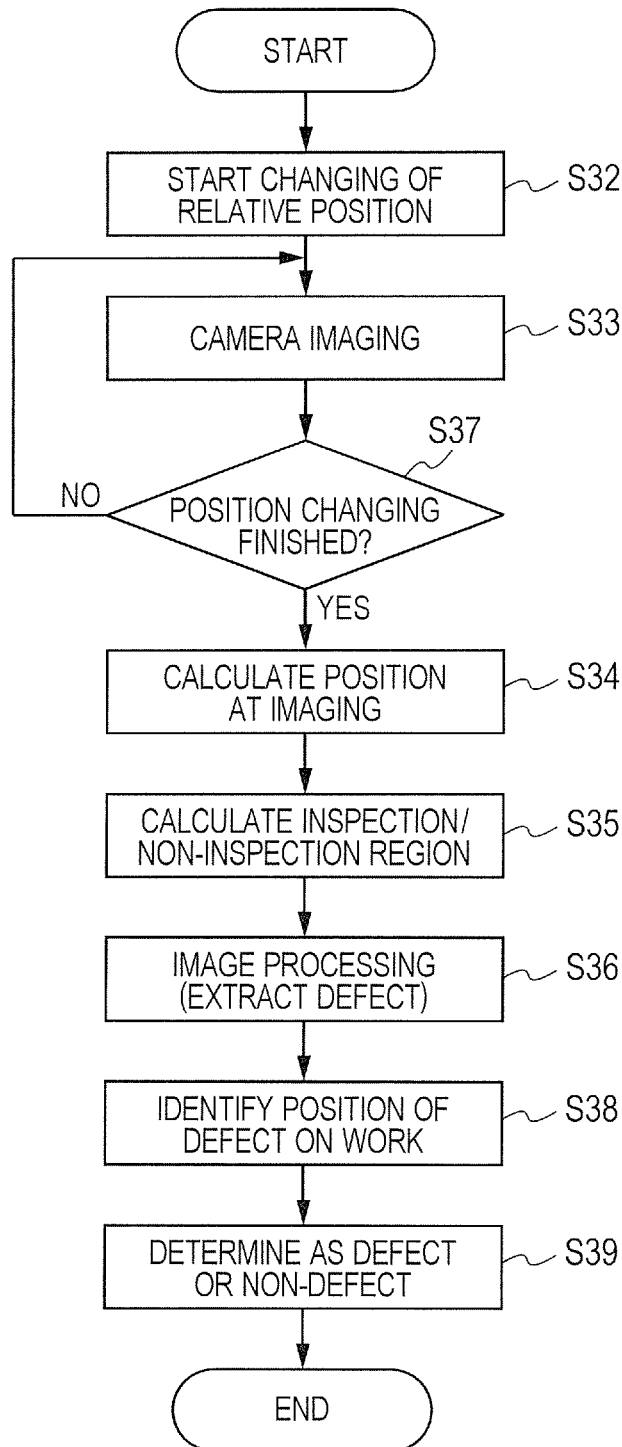 START
START CHANGING OF
RELATIVE POSITION
S32
CAMERA IMAGING
S33
S37
NO
POSITION CHANGING
FINISHED?
YES
CALCULATE POSITION
AT IMAGING
S34
CALCULATE INSPECTION/
NON-INSPECTION REGION
S35
IMAGE PROCESSING
(EXTRACT DEFECT)
S36
IDENTIFY POSITION OF
DEFECT ON WORK
S38
DETERMINE AS DEFECT
OR NON-DEFECT
S39
END